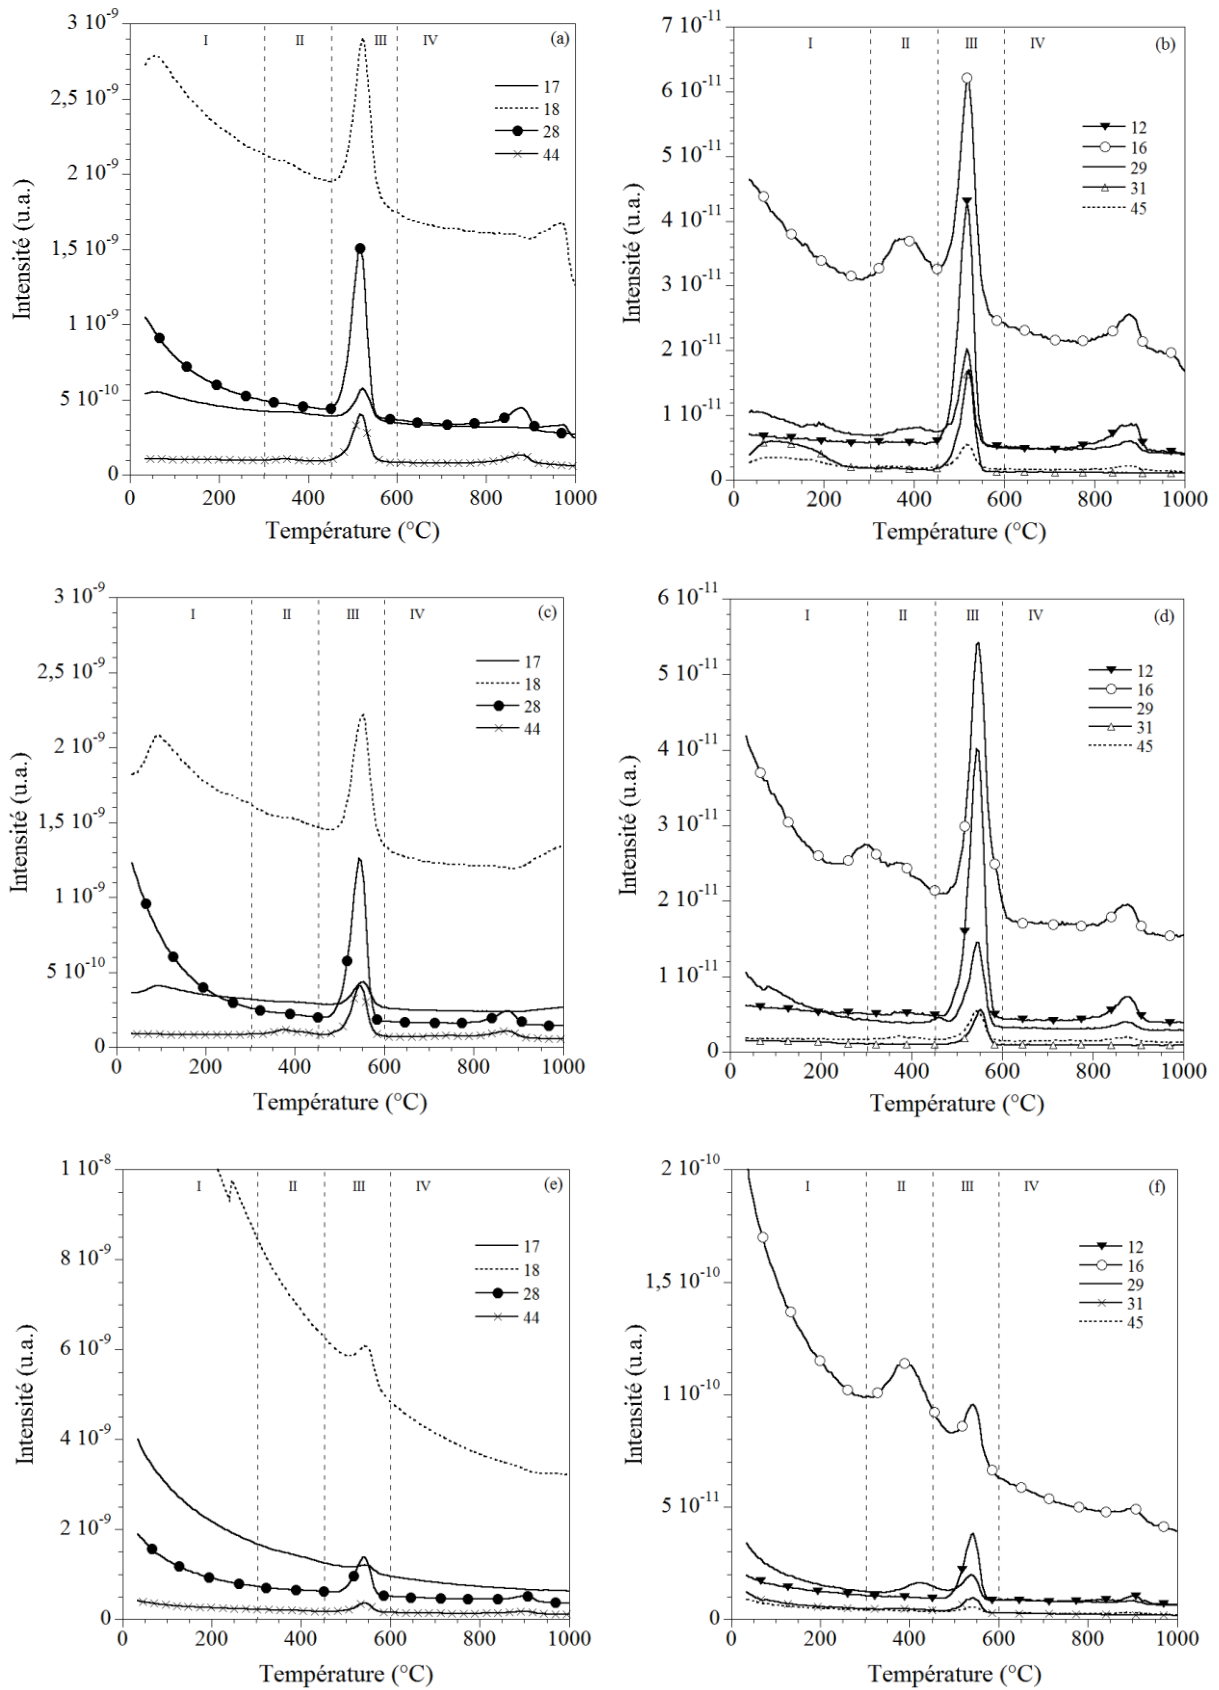 3 10-9
I II III IV (a)
17
2,5 10-9
18
28
44
2 10-9
1,5 10-9
1 10-9
5 10-10
0
0 200 400 600 800 1000
Température (°C)
Intensité (u.a.)
7 10-11
I II III IV (b)
6 10-11
12
16
5 10-11
29
31
45
4 10-11
3 10-11
2 10-11
1 10-11
0
0 200 400 600 800 1000
Température (°C)
Intensité (u.a.)
3 10-9
I II III IV (c)
2,5 10-9
17
18
28
44
2 10-9
1,5 10-9
1 10-9
5 10-10
0
0 200 400 600 800 1000
Température (°C)
Intensité (u.a.)
6 10-11
I II III IV (d)
5 10-11
12
16
29
31
45
4 10-11
3 10-11
2 10-11
1 10-11
0
0 200 400 600 800 1000
Température (°C)
Intensité (u.a.)
1 10-8
I II III IV (e)
8 10-9
17
18
28
44
6 10-9
4 10-9
2 10-9
0
0 200 400 600 800 1000
Température (°C)
Intensité (u.a.)
2 10-10
I II III IV (f)
12
16
1,5 10-10
29
31
45
1 10-10
5 10-11
0
0 200 400 600 800 1000
Température (°C)
Intensité (u.a.)